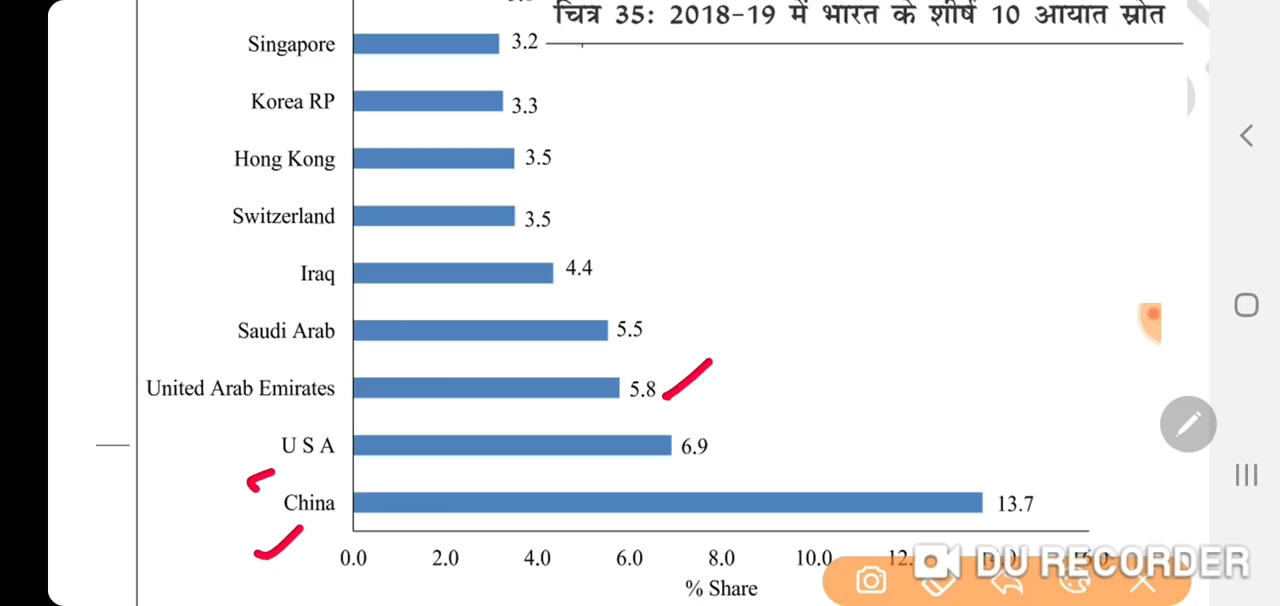 चित्र 35: 2018-19 में भारत के शीर्ष 10 आयात स्रोत
Singapore 3.2
Korea RP 3.3
Hong Kong 3.5
Switzerland 3.5
Iraq 4.4
Saudi Arab 5.5
United Arab Emirates 5.8
U S A 6.9
China 13.7
0.0 2.0 4.0 6.0 8.0 10.0
% Share
DU RECORDER